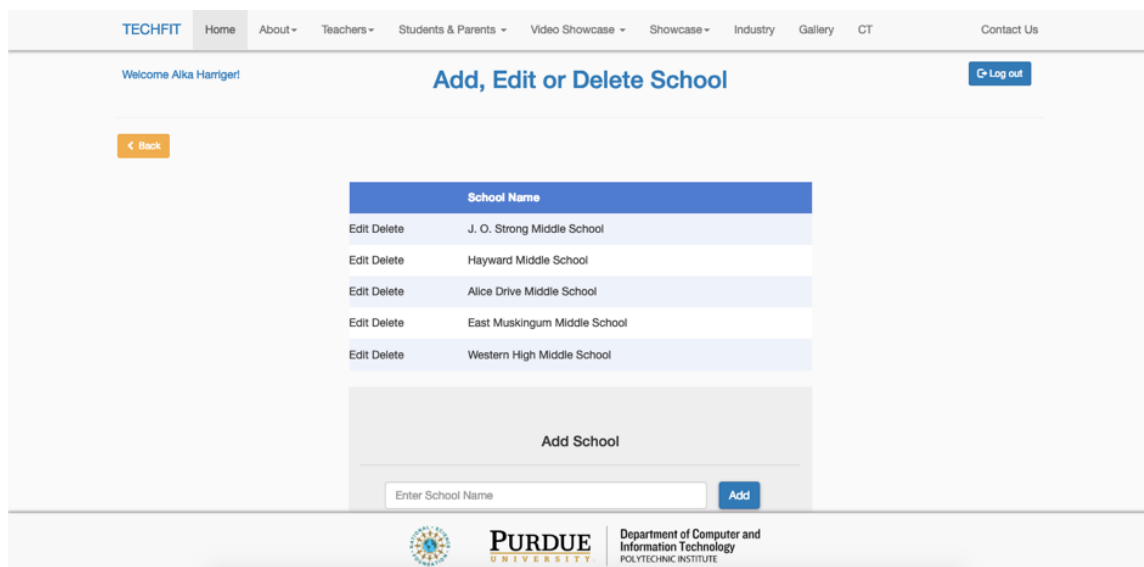 TECHFIT Home About Teachers Students & Parents Video Showcase Showcase Industry Gallery CT Contact Us
Welcome Alka Harriger!
Add, Edit or Delete School
Log out
Back
School Name
Edit Delete J. O. Strong Middle School
Edit Delete Hayward Middle School
Edit Delete Alice Drive Middle School
Edit Delete East Muskingum Middle School
Edit Delete Western High Middle School
Add School
Enter School Name Add
NATIONAL SCIENCE FOUNDATION
PURDUE
UNIVERSITY
Department of Computer and
Information Technology
POLYTECHNIC INSTITUTE